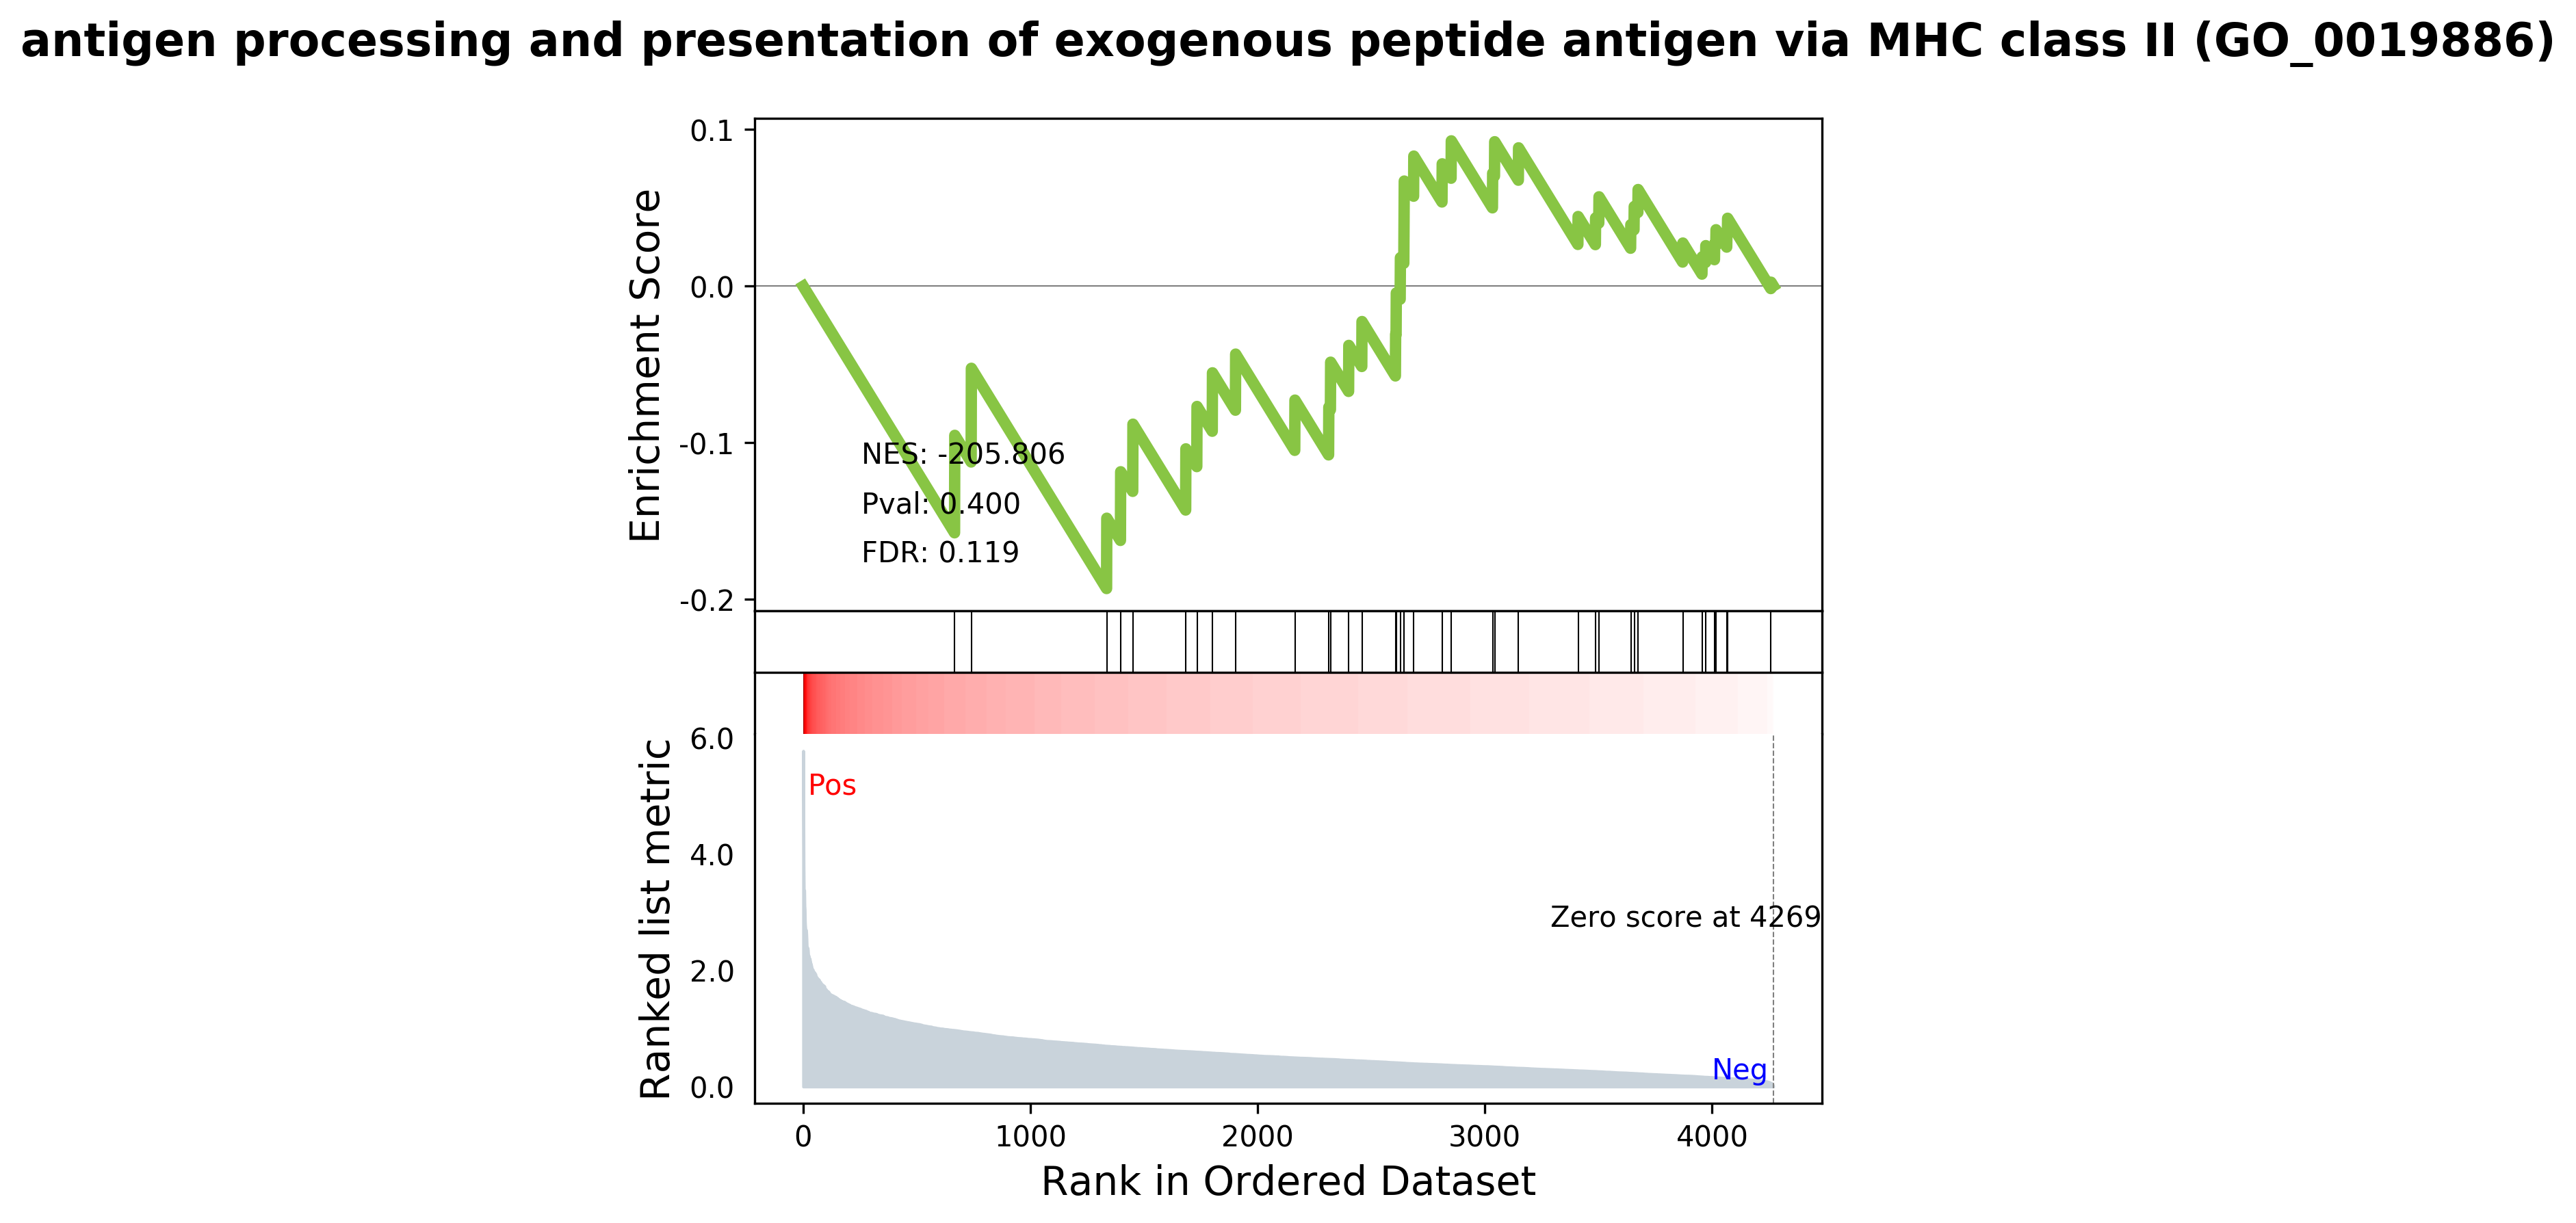 antigen processing and presentation of exogenous peptide antigen via MHC class II (GO_0019886)
Enrichment Score
0.1
0.0
-0.1
-0.2
NES: -205.806
Pval: 0.400
FDR: 0.119
Ranked list metric
6.0
4.0
2.0
0.0
Pos
Zero score at 4269
Neg
0 1000 2000 3000 4000
Rank in Ordered Dataset